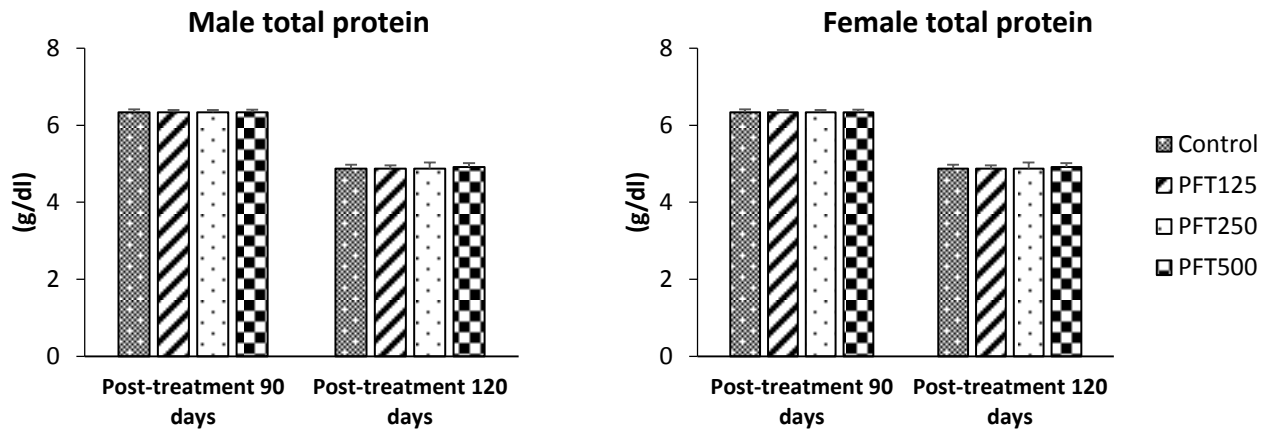 Male total protein
8
6
4
2
0
(g/dl)
Post-treatment 90
days
Post-treatment 120
days
Female total protein
8
6
4
2
0
(g/dl)
Post-treatment 90
days
Post-treatment 120
days
Control
PFT125
PFT250
PFT500